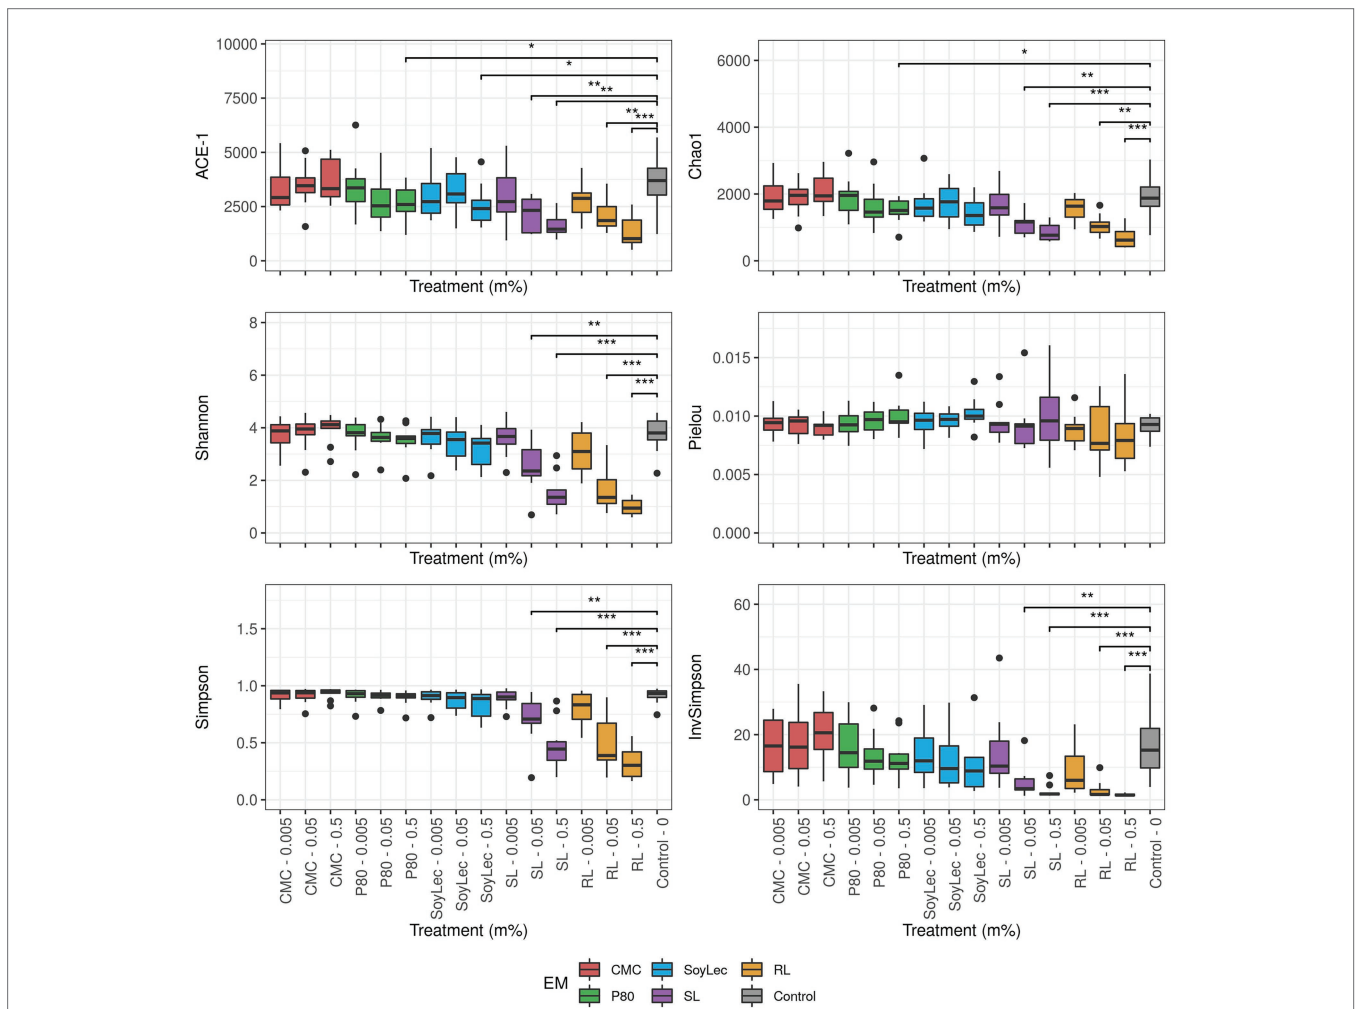 ACE-1
10000
7500
5000
2500
0
*
*
**
**
**
***
Treatment (m%)
Chao1
6000
4000
2000
0
*
**
***
**
***
Treatment (m%)
Shannon
8
6
4
2
0
**
***
***
***
Treatment (m%)
Pielou
0.015
0.010
0.005
0.000
Treatment (m%)
Simpson
1.5
1.0
0.5
0.0
**
***
***
***
CMC - 0.005
CMC - 0.05
CMC - 0.5
P80 - 0.005
P80 - 0.05
P80 - 0.5
SoyLec - 0.005
SoyLec - 0.05
SoyLec - 0.5
SL - 0.005
SL - 0.05
SL - 0.5
RL - 0.005
RL - 0.05
RL - 0.5
Control - 0
Treatment (m%)
InvSimpson
60
40
20
0
**
***
***
***
CMC - 0.005
CMC - 0.05
CMC - 0.5
P80 - 0.005
P80 - 0.05
P80 - 0.5
SoyLec - 0.005
SoyLec - 0.05
SoyLec - 0.5
SL - 0.005
SL - 0.05
SL - 0.5
RL - 0.005
RL - 0.05
RL - 0.5
Control - 0
Treatment (m%)
EM
CMC
SoyLec
RL
P80
SL
Control